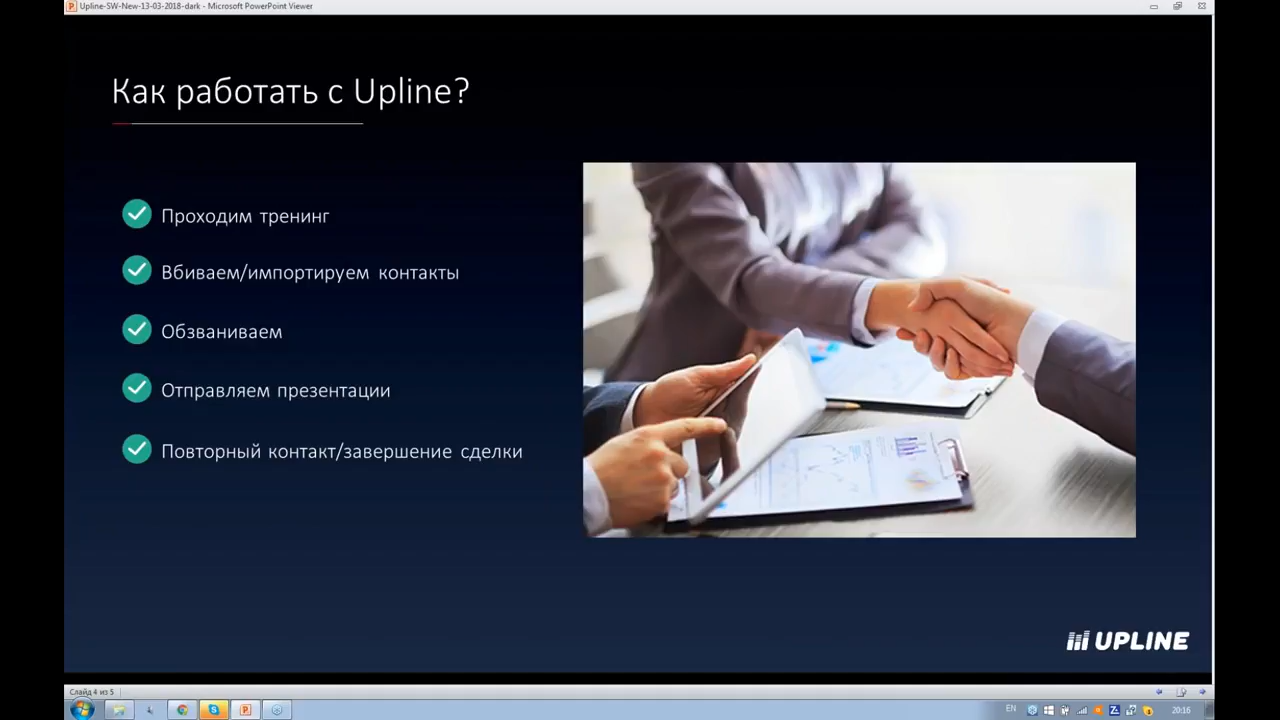 Upline-SW-New-13-03-2018-dark - Microsoft PowerPoint Viewer
Как работать с Upline?
Проходим тренинг
Вбиваем/импортируем контакты
Обзваниваем
Отправляем презентации
Повторный контакт/завершение сделки
UPLINE
Слайд 4 из 5
EN
20:16